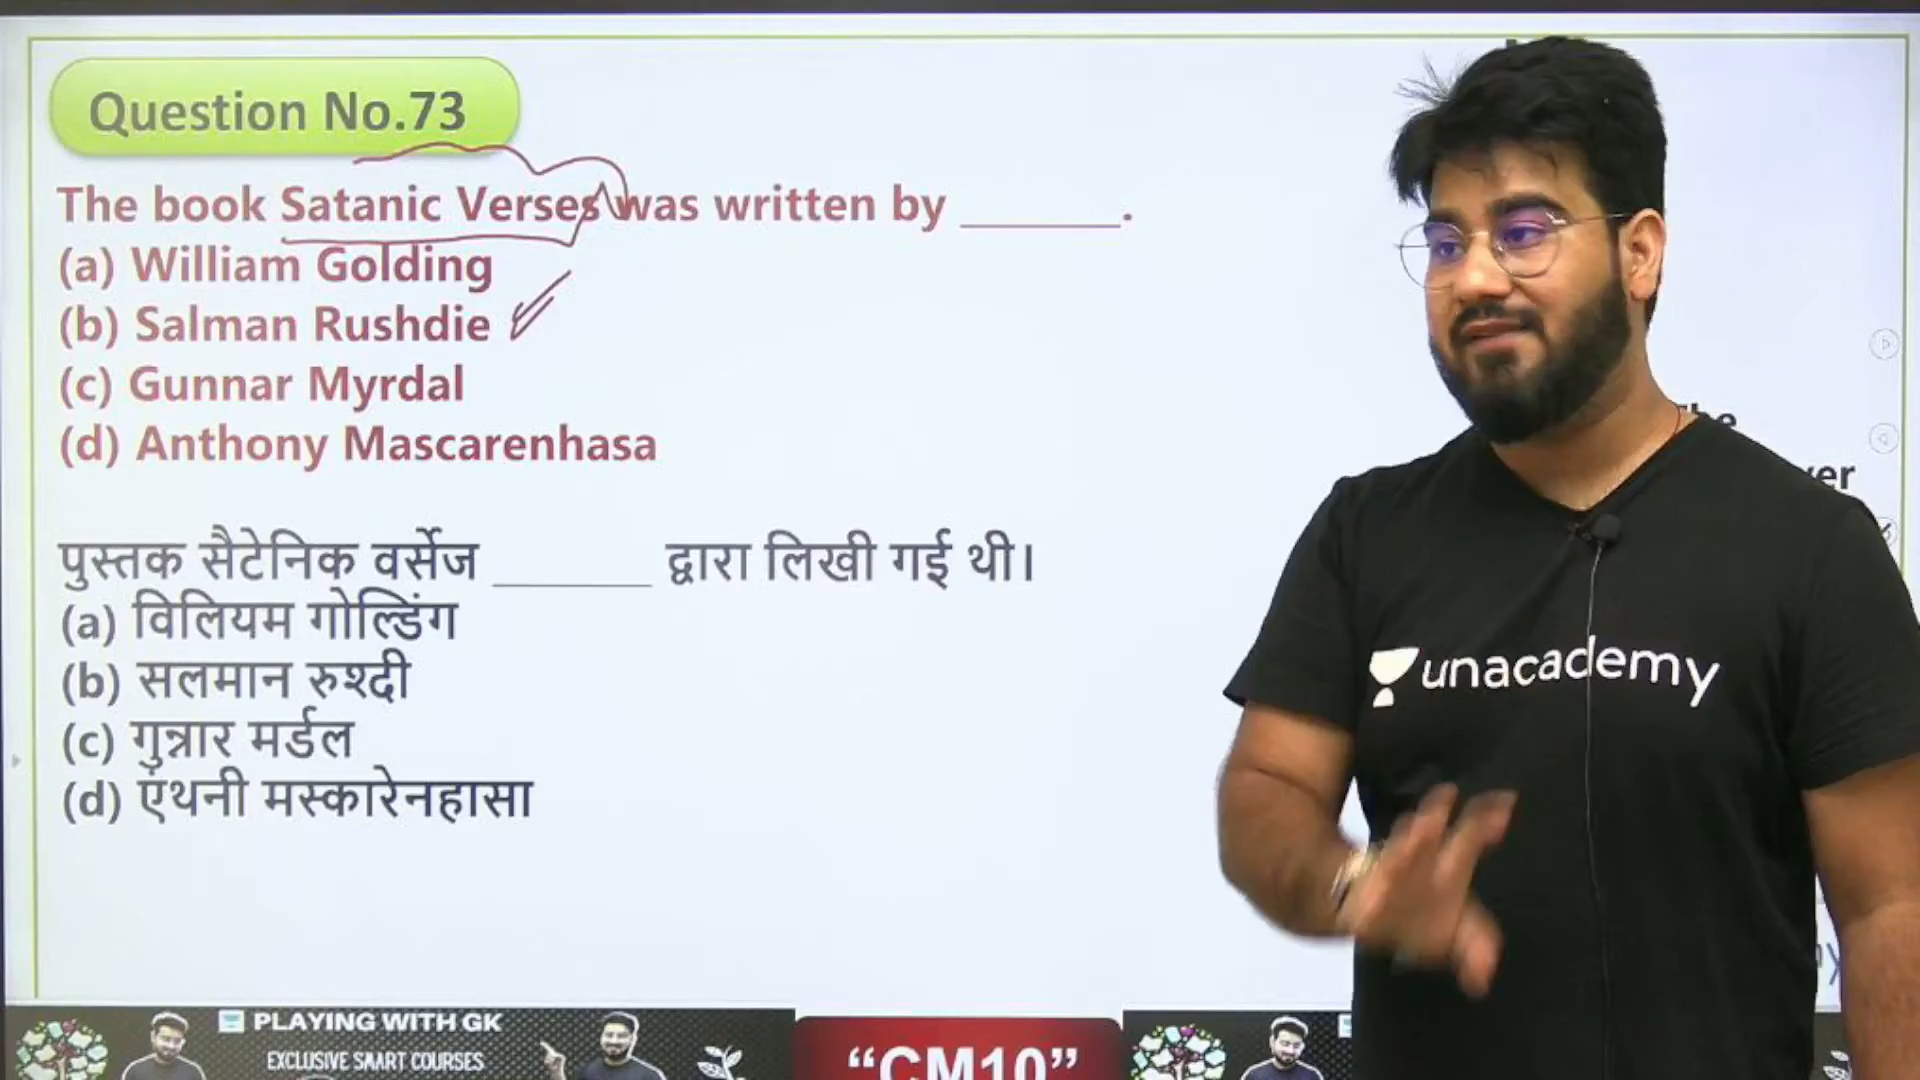 Question No.73
The book Satanic Verses was written by ______.
(a) William Golding
(b) Salman Rushdie
(c) Gunnar Myrdal
(d) Anthony Mascarenhasa
पुस्तक सैटेनिक वर्सेज ______ द्वारा लिखी गई थी।
(a) विलियम गोल्डिंग
(b) सलमान रुश्दी
(c) गुन्नार मर्डल
(d) एंथनी मस्कारेनहासा
unacademy
PLAYING WITH GK
EXCLUSIVE SMART COURSES
“CM10”